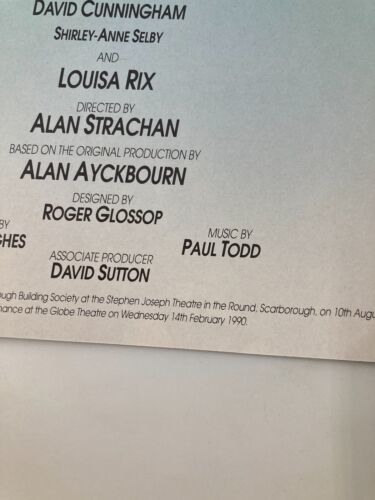 DAVID CUNNINGHAM
SHIRLEY-ANNE SELBY
AND
LOUISA RIX
DIRECTED BY
ALAN STRACHAN
BASED ON THE ORIGINAL PRODUCTION BY
ALAN AYCKBOURN
DESIGNED BY
ROGER GLOSSOP
BY
GHES
MUSIC BY
PAUL TODD
ASSOCIATE PRODUCER
DAVID SUTTON
ough Building Society at the Stephen Joseph Theatre in the Round, Scarborough, on 10th Augu
nance at the Globe Theatre on Wednesday 14th February 1990.